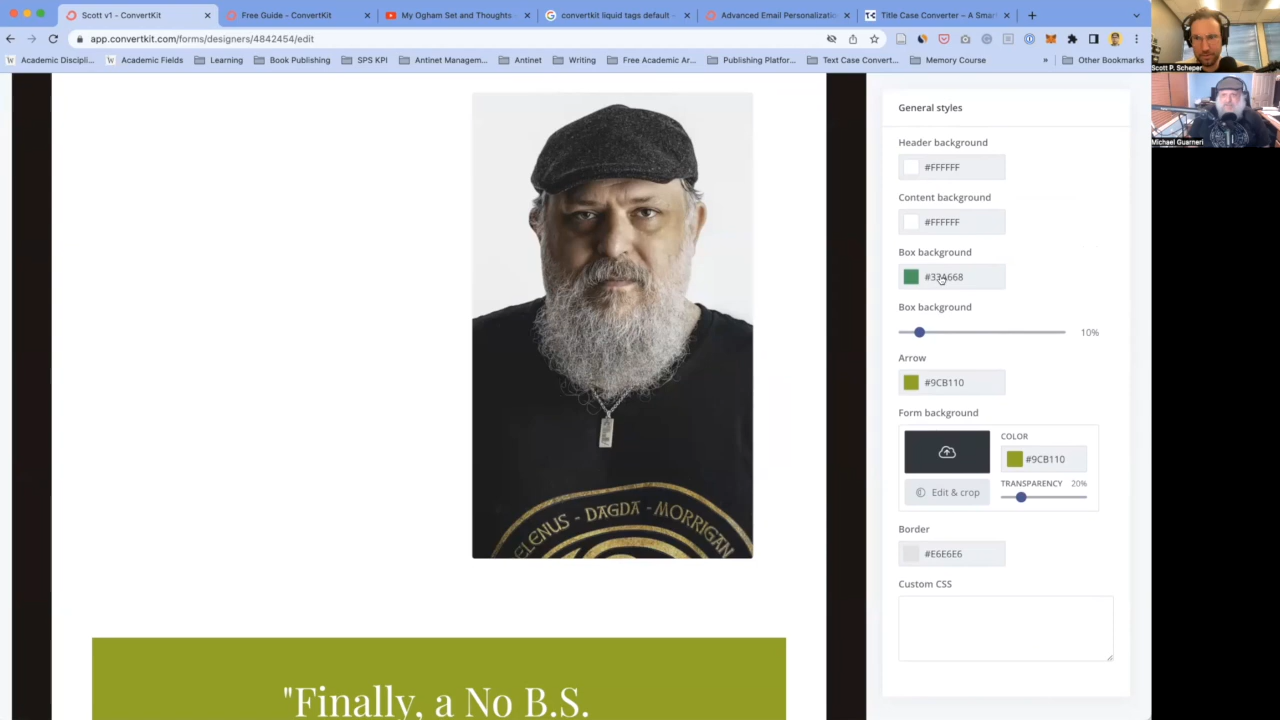 Scott v1 - ConvertKit
Free Guide - ConvertKit
My Ogham Set and Thoughts
convertkit liquid tags default -
Advanced Email Personalizatio
Title Case Converter – A Smar
app.convertkit.com/forms/designers/4842454/edit
Academic Discipli...
Academic Fields
Learning
Book Publishing
SPS KPI
Antinet Managem...
Antinet
Writing
Free Academic Ar...
Publishing Platfor...
Text Case Convert...
Memory Course
»
Other Bookmarks
Scott P. Scheper
Michael Guarneri
General styles
Header background
#FFFFFF
Content background
#FFFFFF
Box background
#334668
Box background
10%
Arrow
#9CB110
Form background
COLOR
#9CB110
Edit & crop
TRANSPARENCY 20%
Border
#E6E6E6
Custom CSS
ELENUS - DAGDA - MORRIGAN
"Finally, a No B.S.